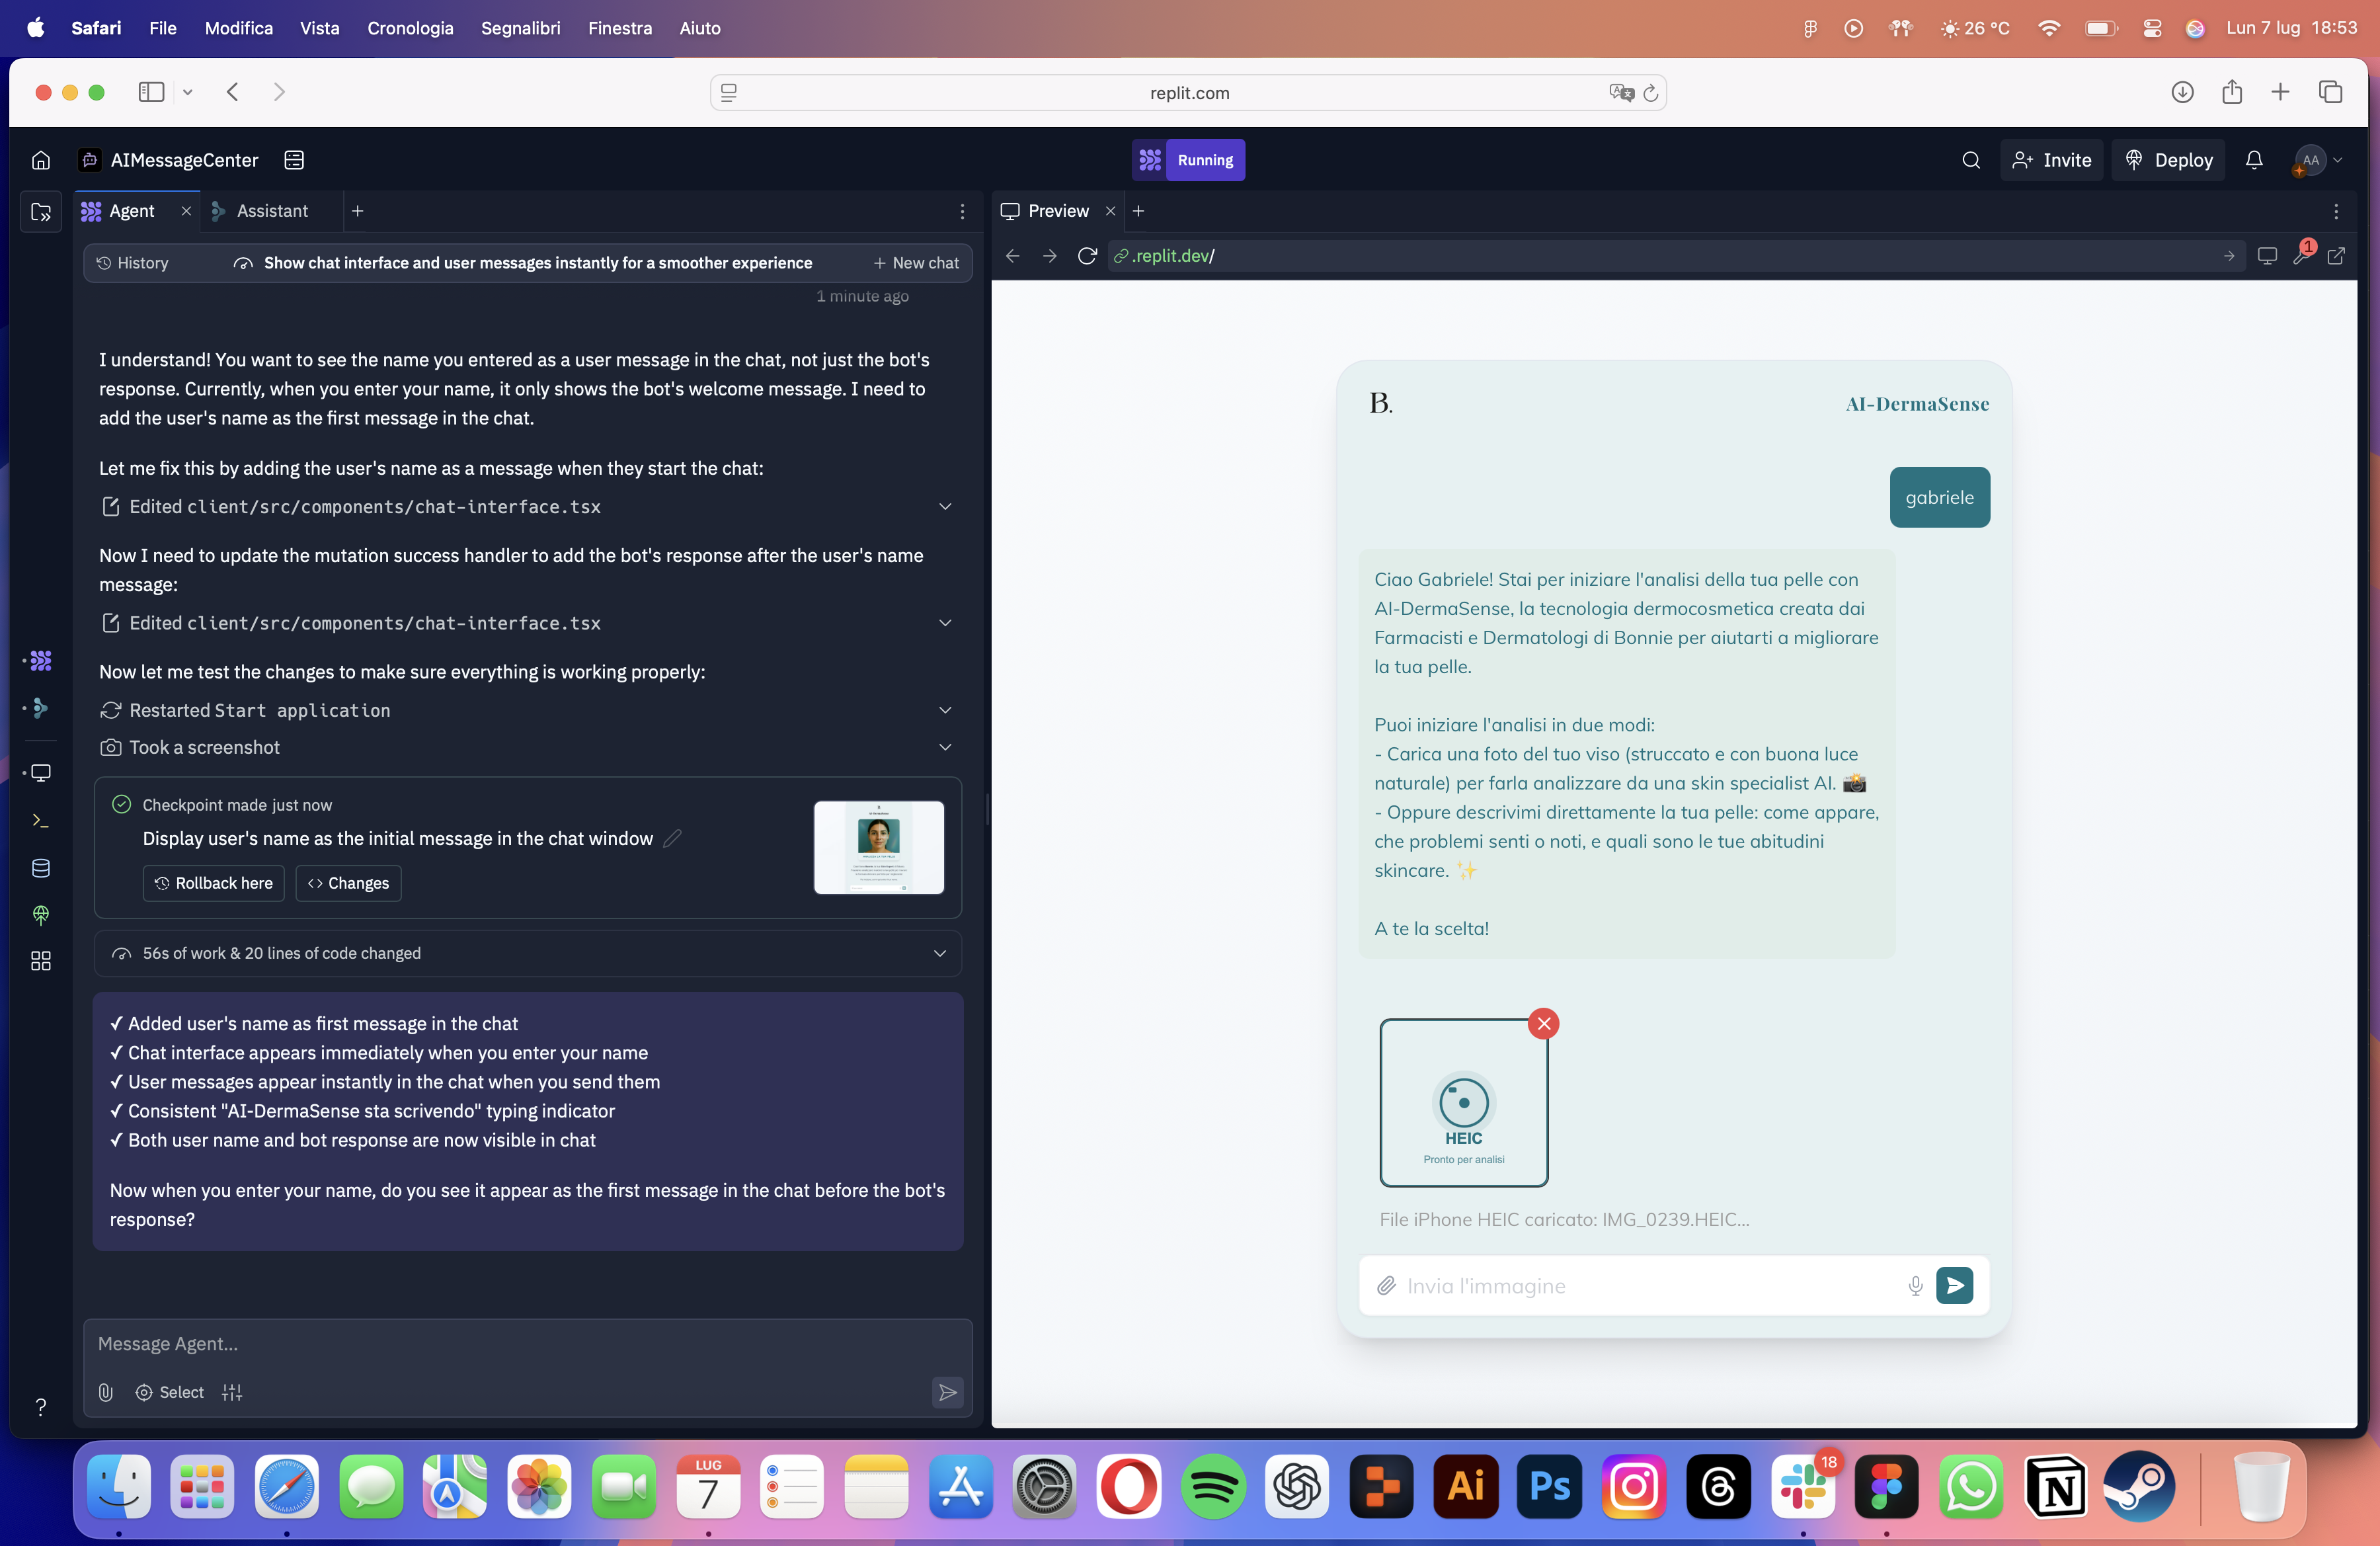 Safari File Modifica Vista Cronologia Segnalibri Finestra Aiuto
26 °C
Lun 7 lug 18:53
replit.com
AIMessageCenter
Running
Invite
Deploy
AA
Agent
Assistant
History
Show chat interface and user messages instantly for a smoother experience
New chat
1 minute ago
I understand! You want to see the name you entered as a user message in the chat, not just the bot's
response. Currently, when you enter your name, it only shows the bot's welcome message. I need to
add the user's name as the first message in the chat.
Let me fix this by adding the user's name as a message when they start the chat:
Edited client/src/components/chat-interface.tsx
Now I need to update the mutation success handler to add the bot's response after the user's name
message:
Edited client/src/components/chat-interface.tsx
Now let me test the changes to make sure everything is working properly:
Restarted Start application
Took a screenshot
Checkpoint made just now
Display user's name as the initial message in the chat window
Rollback here
Changes
56s of work & 20 lines of code changed
✓ Added user's name as first message in the chat
✓ Chat interface appears immediately when you enter your name
✓ User messages appear instantly in the chat when you send them
✓ Consistent "AI-DermaSense sta scrivendo" typing indicator
✓ Both user name and bot response are now visible in chat
Now when you enter your name, do you see it appear as the first message in the chat before the bot's
response?
Message Agent...
Select
?
Preview
.replit.dev/
1
B.
AI-DermaSense
gabriele
Ciao Gabriele! Stai per iniziare l'analisi della tua pelle con
AI-DermaSense, la tecnologia dermocosmetica creata dai
Farmacisti e Dermatologi di Bonnie per aiutarti a migliorare
la tua pelle.
Puoi iniziare l'analisi in due modi:
- Carica una foto del tuo viso (struccato e con buona luce
naturale) per farla analizzare da una skin specialist AI. 📸
- Oppure descrivimi direttamente la tua pelle: come appare,
che problemi senti o noti, e quali sono le tue abitudini
skincare. ✨
A te la scelta!
HEIC
Pronto per analisi
File iPhone HEIC caricato: IMG_0239.HEIC...
Invia l'immagine
LUG
7
Ai
Ps
18
N